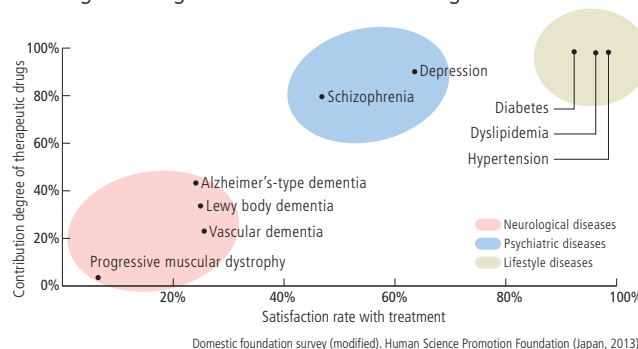 100%
80%
60%
40%
20%
0%
Contribution degree of therapeutic drugs
Depression
Schizophrenia
Diabetes
Dyslipidemia
Hypertension
Alzheimer's-type dementia
Lewy body dementia
Vascular dementia
Progressive muscular dystrophy
Neurological diseases
Psychiatric diseases
Lifestyle diseases
20%
40%
60%
80%
100%
Satisfaction rate with treatment
Domestic foundation survey (modified). Human Science Promotion Foundation (Japan, 2013)